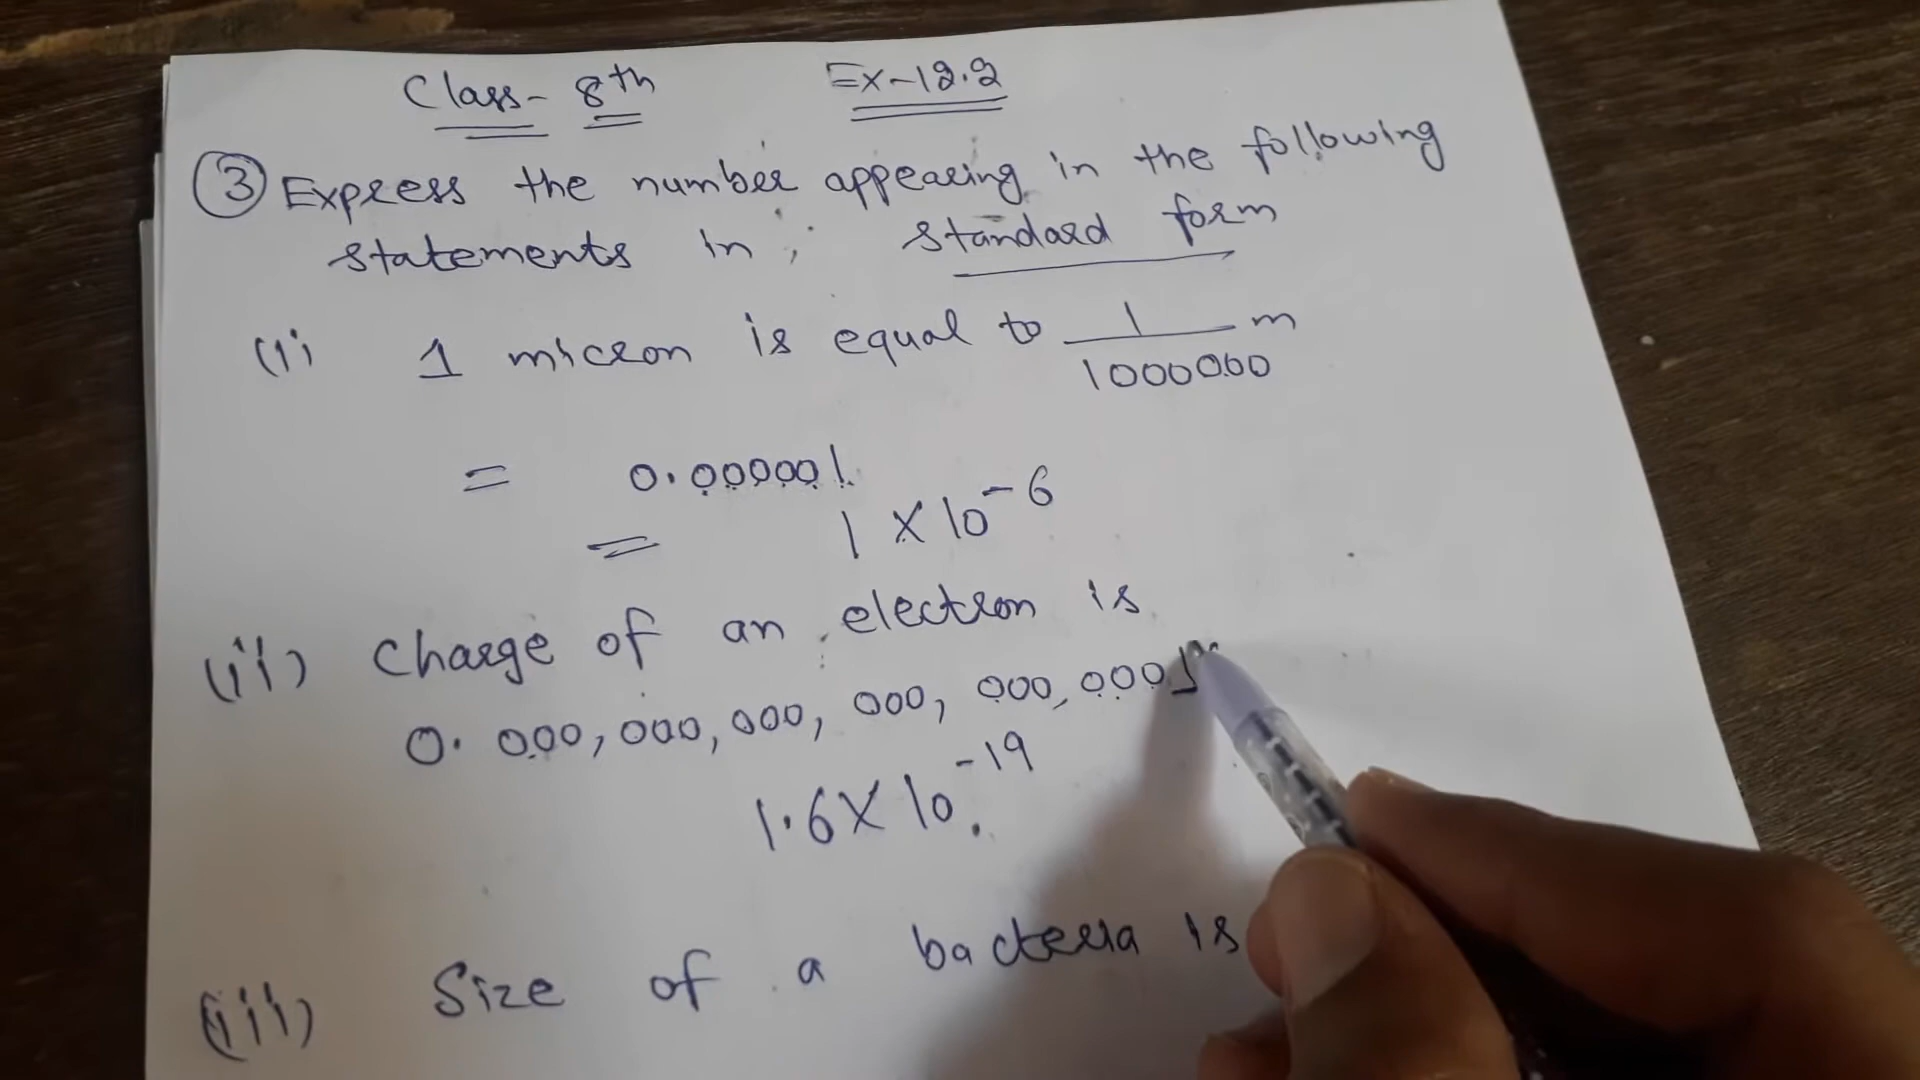 Class- 8th Ex-12.2
③ Express the number appearing in the following
statements in, standard form
(i) 1 micron is equal to 1/1000000 m
= 0.000001
= 1 × 10⁻⁶
(ii) Charge of an electron is
0. 000, 000, 000, 000, 000, 000, 1
1.6 × 10⁻¹⁹
(iii) Size of a bacteria is